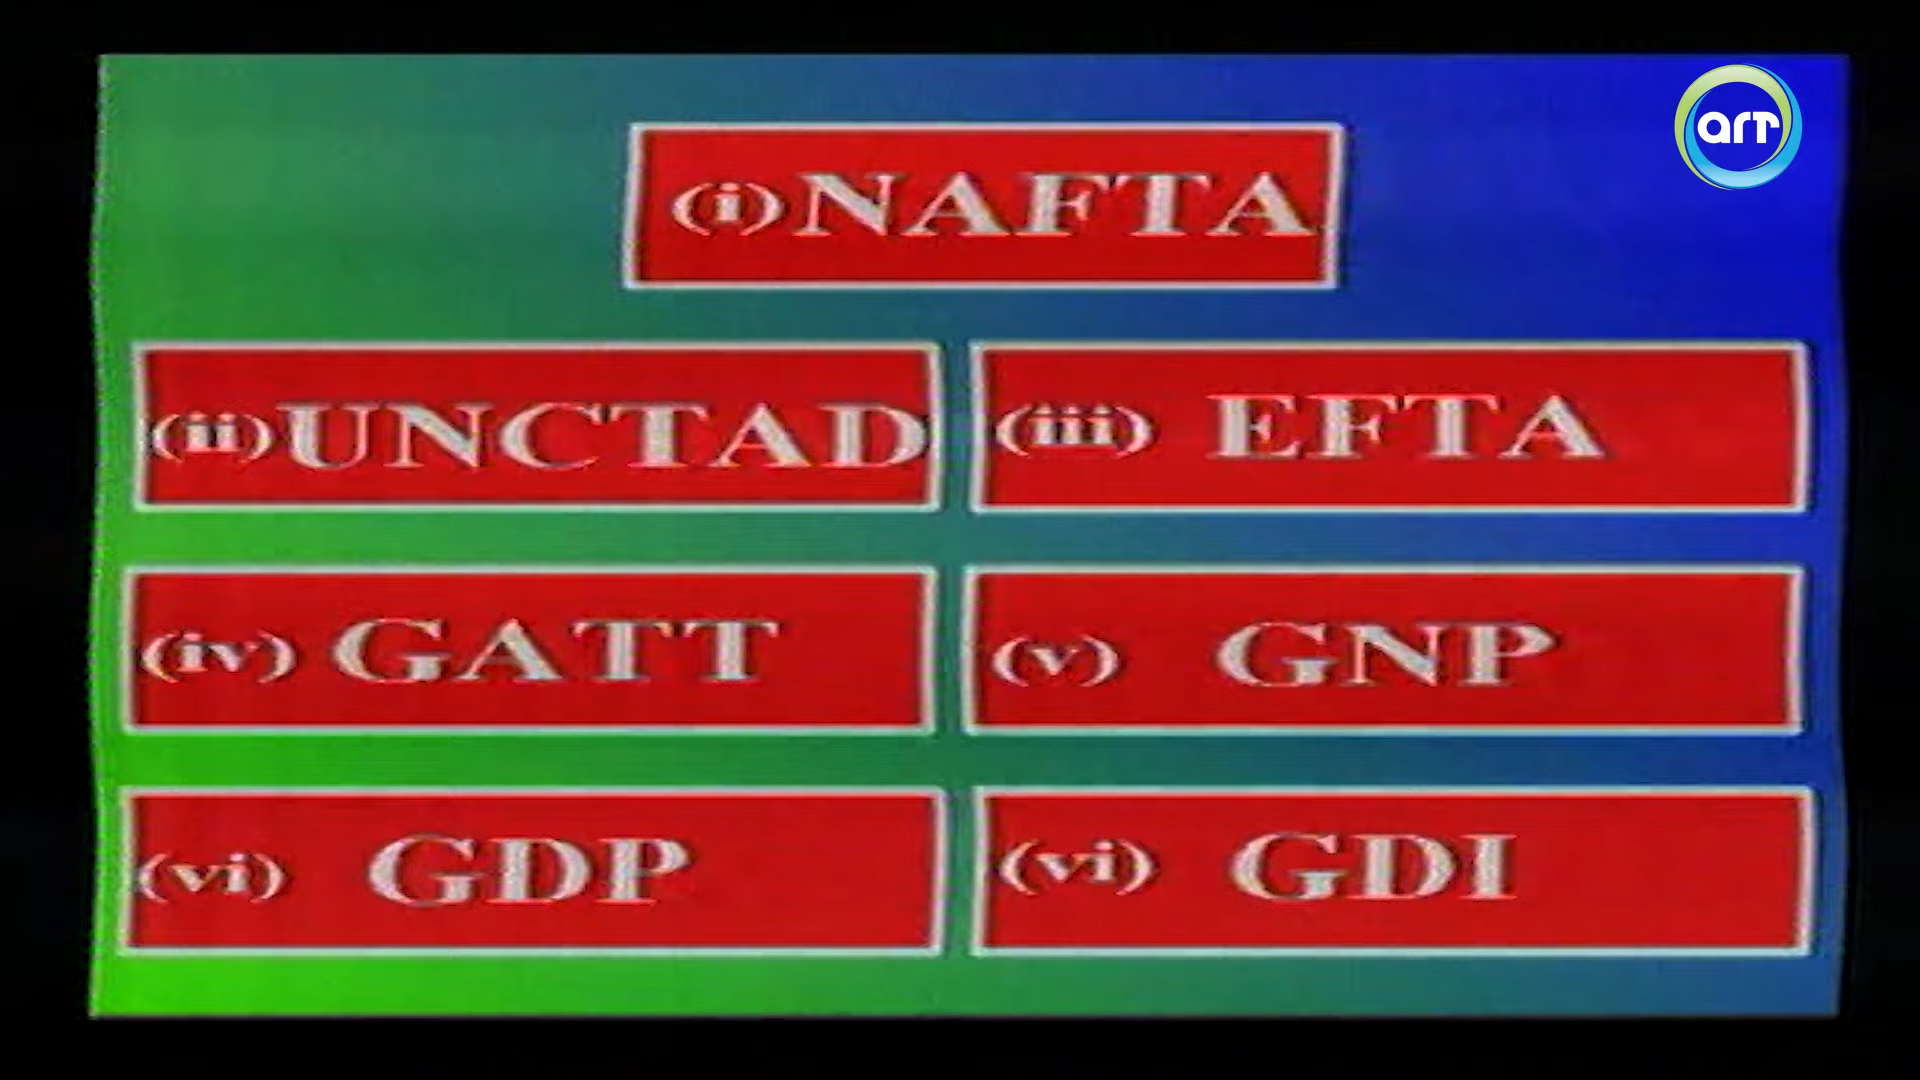 art
(i) NAFTA
(ii) UNCTAD
(iii) EFTA
(iv) GATT
(v) GNP
(vi) GDP
(vi) GDI